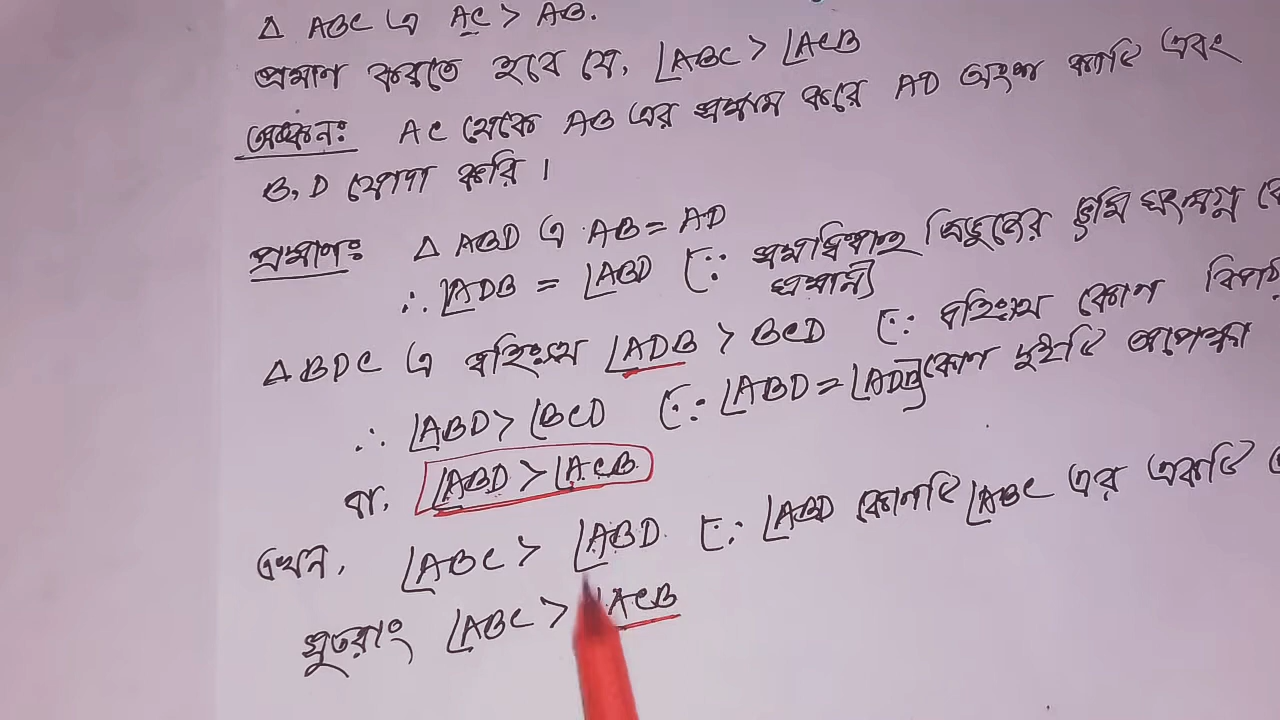 Δ ABC এ AC > AB.
প্রমাণ করতে হবে যে, ∠ABC > ∠ACB
অঙ্কনঃ AC থেকে AB এর সমান করে AD অংশ কাটি এবং
B, D যোগ করি।
প্রমাণঃ Δ ABD এ AB = AD
∴ ∠ADB = ∠ABD [∵ সমদ্বিবাহু ত্রিভুজের ভূমি সংলগ্ন
সমান]
Δ BDC এ বহিঃস্থ ∠ADB > BCD [∵ বহিঃস্থ কোণ
∴ ∠ABD > ∠BCD [∵ ∠ABD = ∠ADB] কোণ দুইটি অপেক্ষা
বা, ∠ABD > ∠ACB
এখন, ∠ABC > ∠ABD [∵ ∠ABD কোণটি ∠ABC এর একটি
সুতরাং ∠ABC > ∠ACB